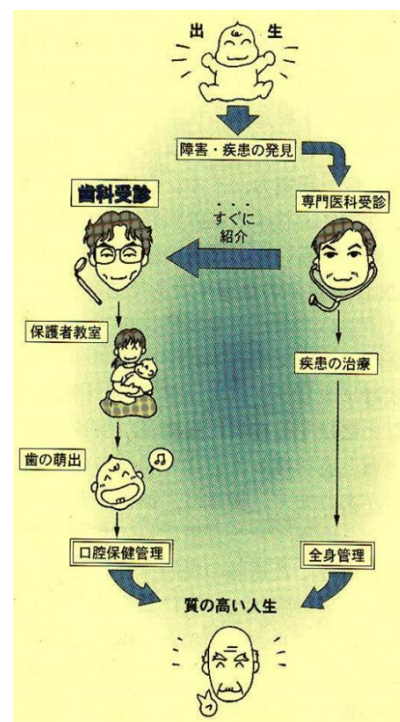 出 生
障害・疾患の発見
歯科受診
専門医科受診
すぐに
紹介
保護者教室
疾患の治療
歯の萌出
口腔保健管理
全身管理
質の高い人生